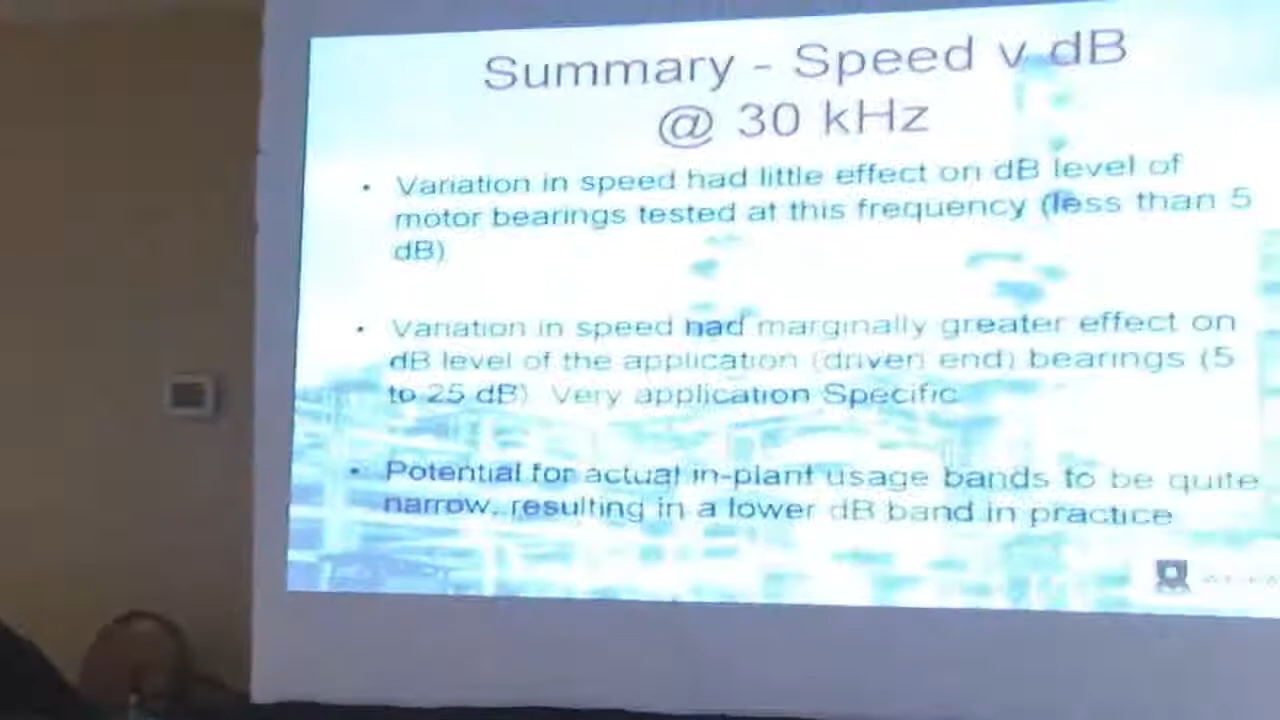 Summary - Speed v dB
@ 30 kHz
• Variation in speed had little effect on dB level of
motor bearings tested at this frequency (less than 5
dB)
• Variation in speed had marginally greater effect on
dB level of the application (driven end) bearings (5
to 25 dB) Very application Specific
• Potential for actual in-plant usage bands to be quite
narrow, resulting in a lower dB band in practice